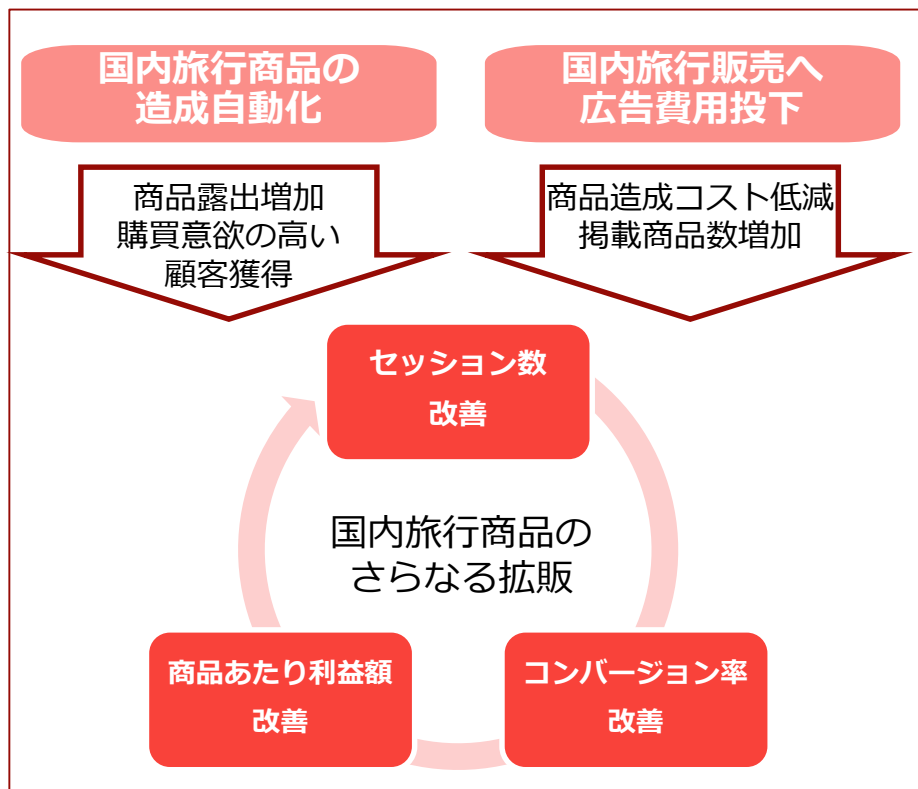 国内旅行商品の
造成自動化
国内旅行販売へ
広告費用投下
商品露出増加
購買意欲の高い
顧客獲得
商品造成コスト低減
掲載商品数増加
セッション数
改善
国内旅行商品の
さらなる拡販
商品あたり利益額
改善
コンバージョン率
改善